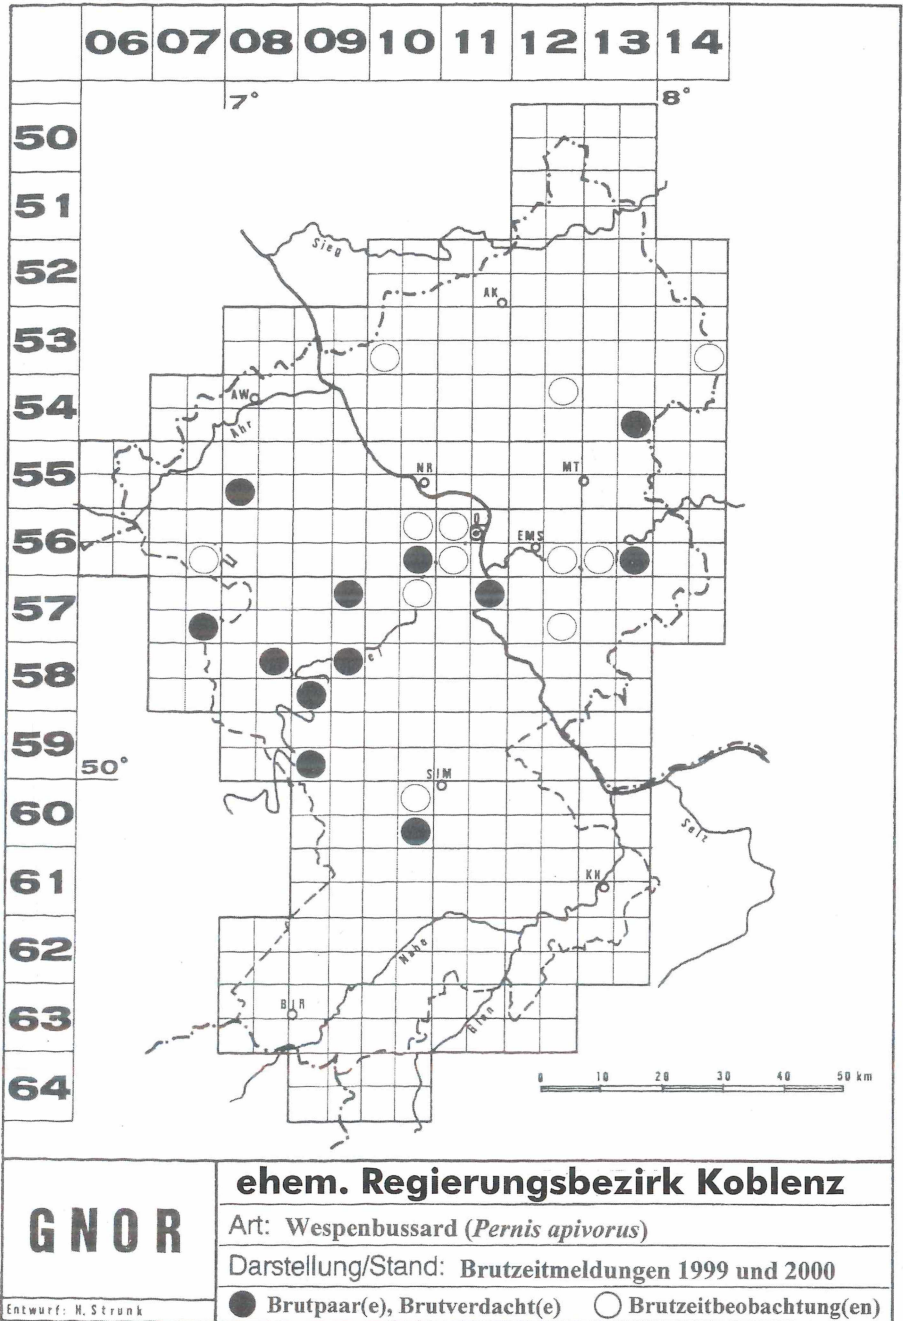 06 07 08 09 10 11 12 13 14
7° 8°
50
51
Sieg
52
AK
53
54
AW
Ahr
55
NR MT
56
EMS
57
58
el
59
50°
SIM
60
Selz
61
KH
62
Nahe
63
BIR
Glan
64
0 10 20 30 40 50 km
ehem. Regierungsbezirk Koblenz
GNOR
Art: Wespenbussard (Pernis apivorus)
Darstellung/Stand: Brutzeitmeldungen 1999 und 2000
Entwurf: H. Strunk
Brutpaar(e), Brutverdacht(e) Brutzeitbeobachtung(en)